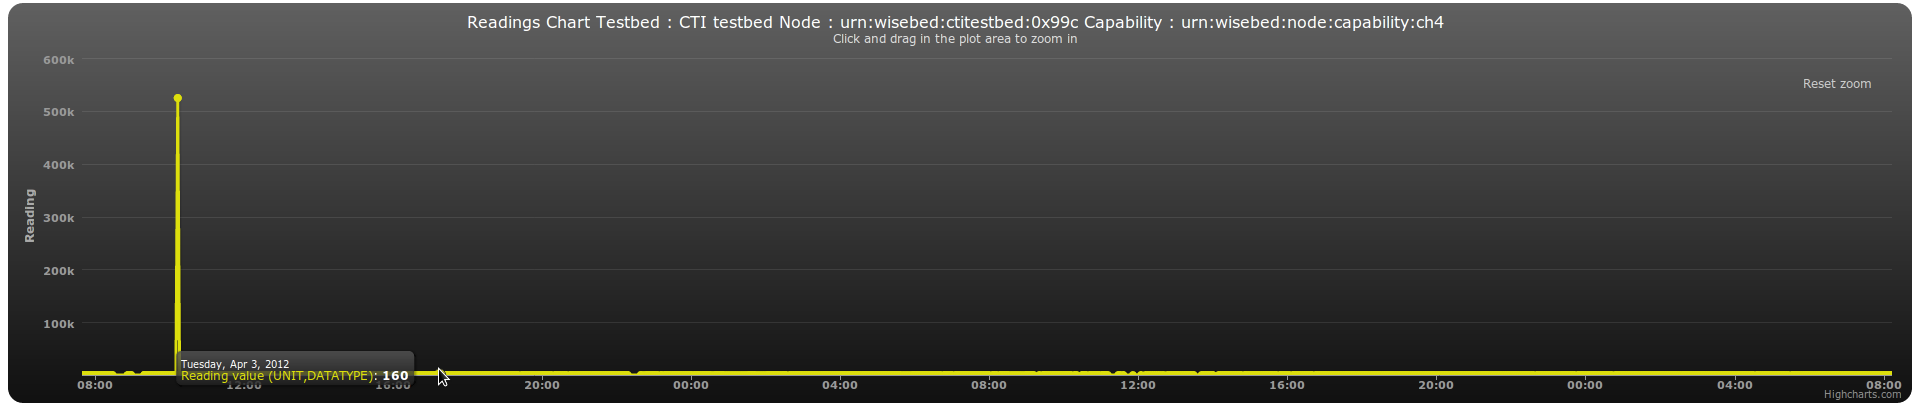 Readings Chart Testbed : CTI testbed Node : urn:wisebed:ctitestbed:0x99c Capability : urn:wisebed:node:capability:ch4
Click and drag in the plot area to zoom in
Reset zoom
600k
500k
400k
300k
200k
100k
Reading
Tuesday, Apr 3, 2012
Reading value (UNIT,DATATYPE): 160
08:00 12:00 16:00 20:00 00:00 04:00 08:00 12:00 16:00 20:00 00:00 04:00 08:00
Highcharts.com